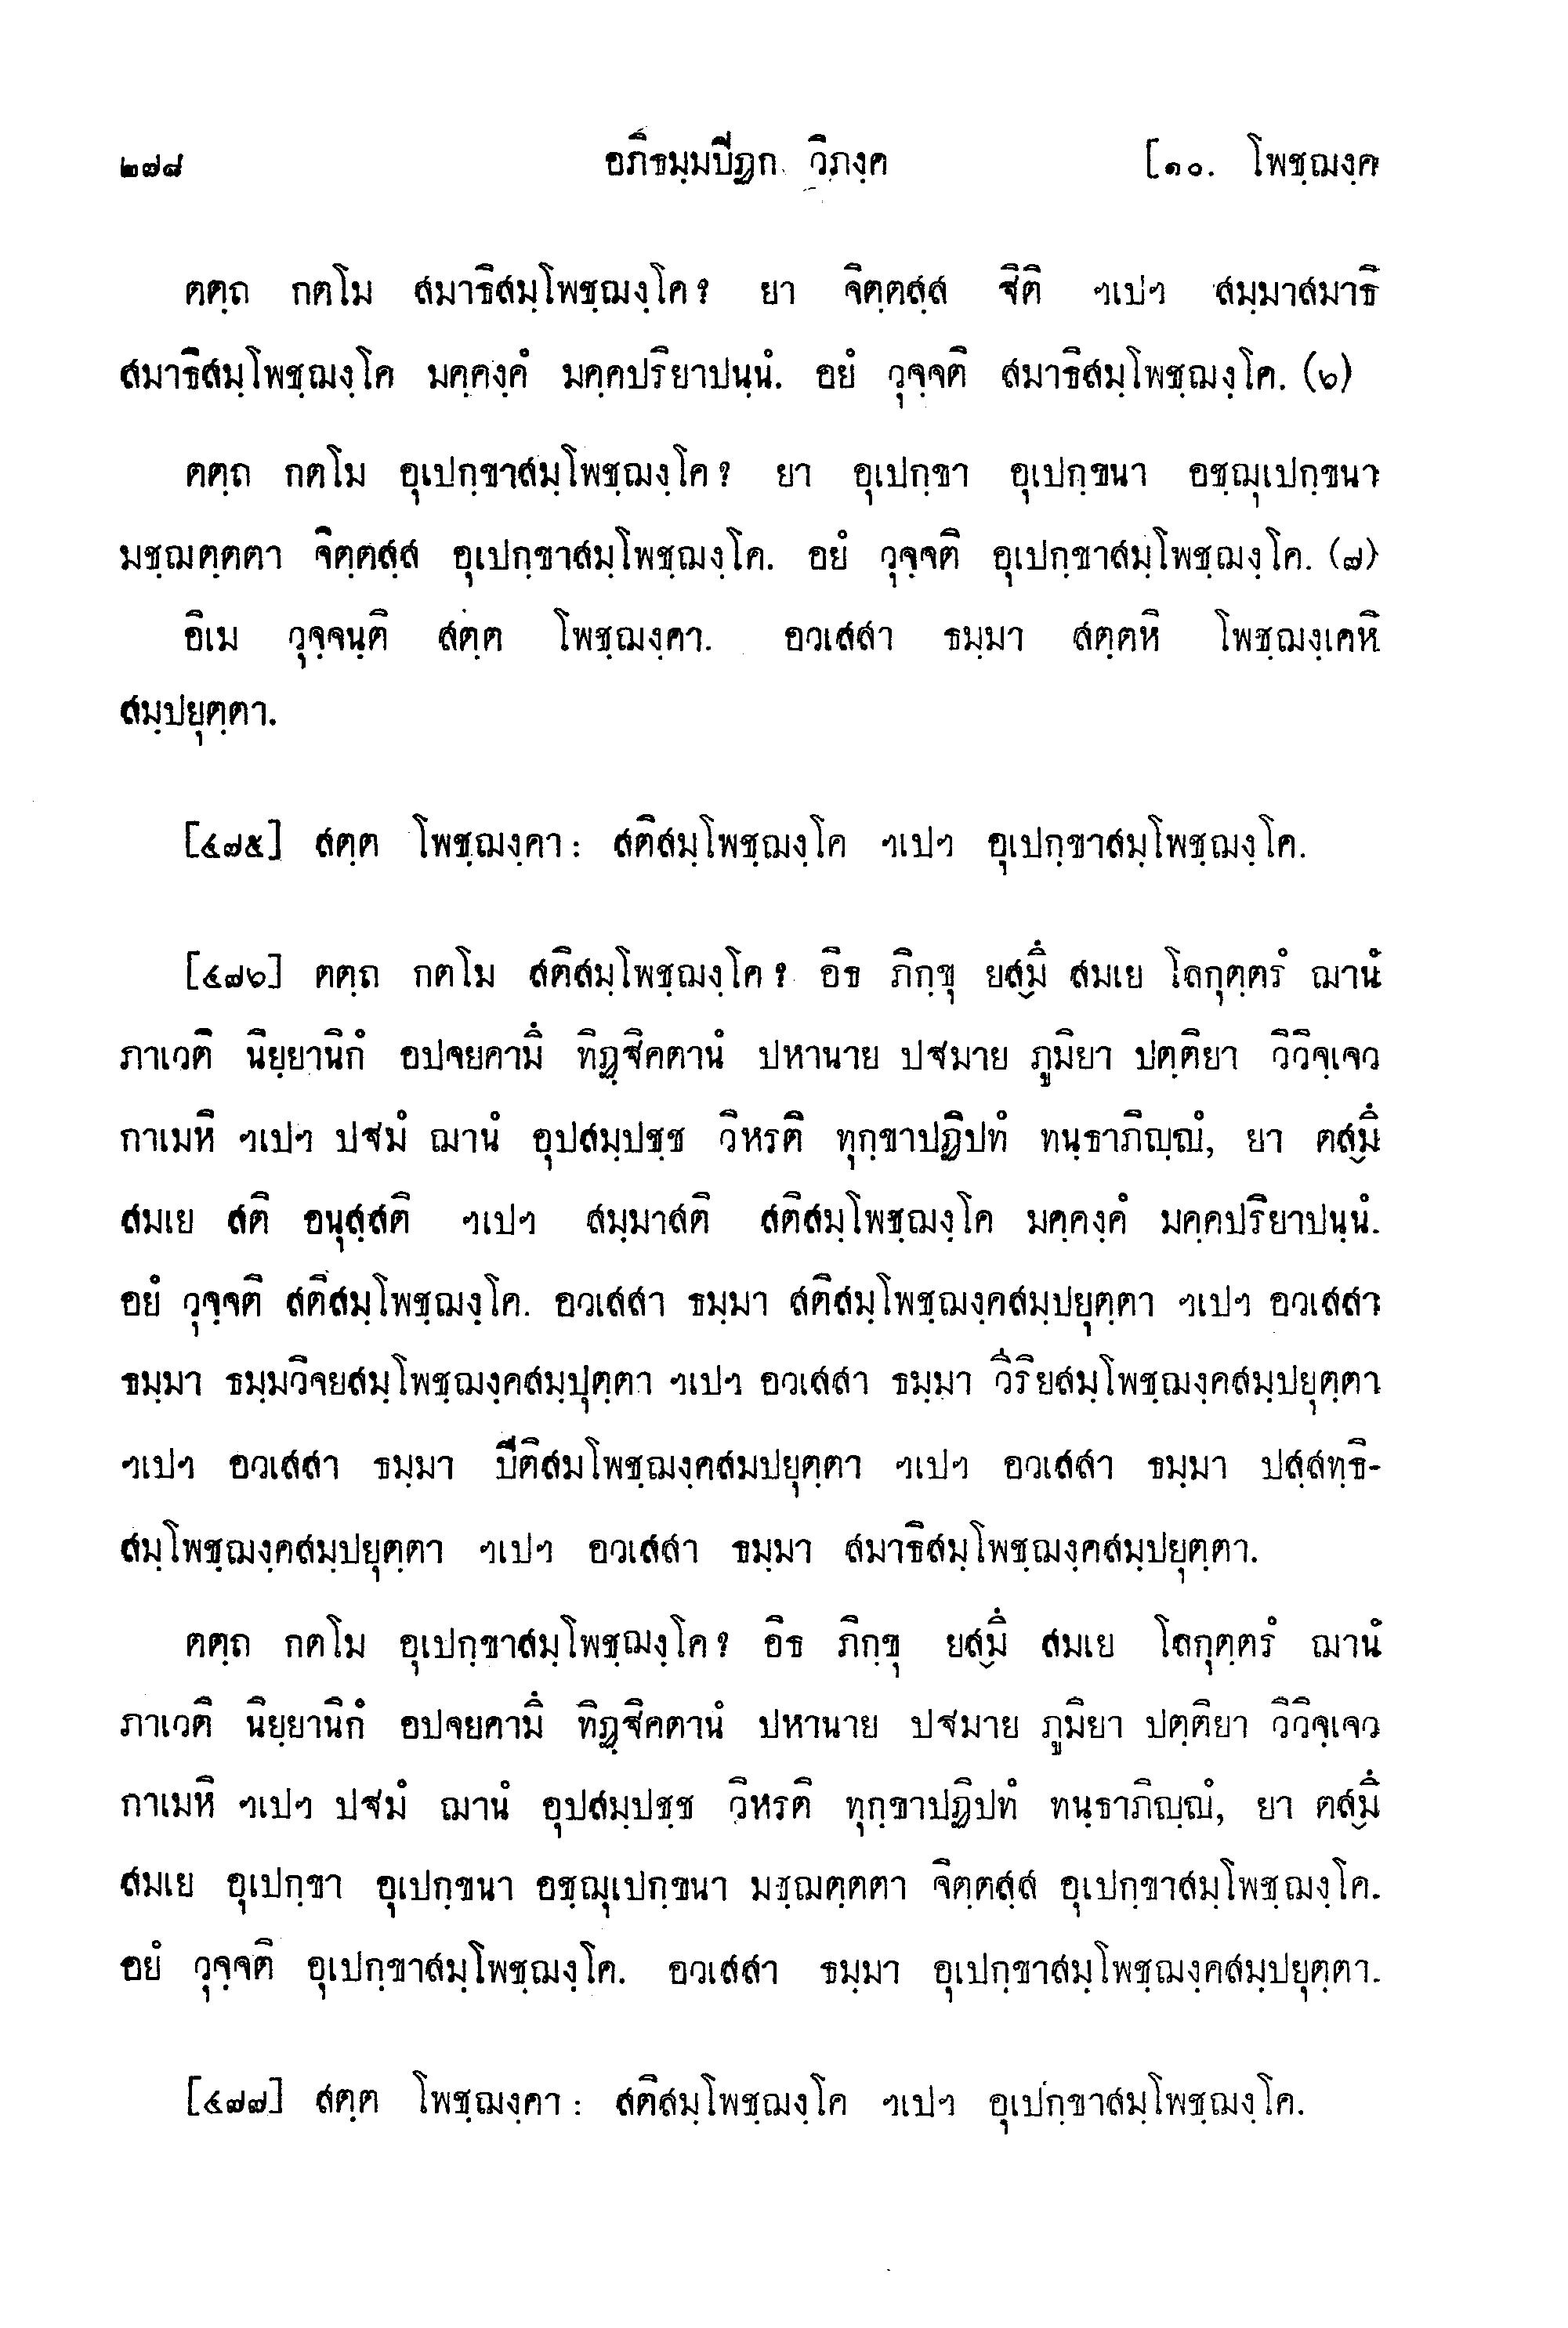 ๒๗๘ อภิธมฺมปีฏก วิภงฺค [๑๐. โพชฺฌงฺค
ตตฺถ กตโม สมาธิสมฺโพชฺฌงฺโค? ยา จิตฺตสฺส ฐิติ ฯเปฯ สมฺมาสมาธิ
สมาธิสมฺโพชฺฌงฺโค มคฺคงฺคํ มคฺคปริยาปนฺนํ. อยํ วุจฺจติ สมาธิสมฺโพชฺฌงฺโค. (๖)
ตตฺถ กตโม อุเปกฺขาสมฺโพชฺฌงฺโค? ยา อุเปกฺขา อุเปกฺขนา อชฺฌุเปกฺขนา
มชฺฌตฺตตา จิตฺตสฺส อุเปกฺขาสมฺโพชฺฌงฺโค. อยํ วุจฺจติ อุเปกฺขาสมฺโพชฺฌงฺโค. (๗)
อิเม วุจฺจนฺติ สตฺต โพชฺฌงฺคา. อวเสสา ธมฺมา สตฺตหิ โพชฺฌงฺเคหิ
สมฺปยุตฺตา.
[๔๗๕] สตฺต โพชฺฌงฺคา: สติสมฺโพชฺฌงฺโค ฯเปฯ อุเปกฺขาสมฺโพชฺฌงฺโค.
[๔๗๖] ตตฺถ กตโม สติสมฺโพชฺฌงฺโค? อิธ ภิกฺขุ ยสฺมึ สมเย โลกุตฺตรํ ฌานํ
ภาเวติ นิยฺยานิกํ อปจยคามึ ทิฏฺฐิคตานํ ปหานาย ปฐมาย ภูมิยา ปตฺติยา วิวิจฺเจว
กาเมหิ ฯเปฯ ปฐมํ ฌานํ อุปสมฺปชฺช วิหรติ ทุกฺขาปฏิปทํ ทนฺธาภิญฺญํ, ยา ตสฺมึ
สมเย สติ อนุสฺสติ ฯเปฯ สมฺมาสติ สติสมฺโพชฺฌงฺโค มคฺคงฺคํ มคฺคปริยาปนฺนํ.
อยํ วุจฺจติ สติสมฺโพชฺฌงฺโค. อวเสสา ธมฺมา สติสมฺโพชฺฌงฺคสมฺปยุตฺตา ฯเปฯ อวเสสา
ธมฺมา ธมฺมวิจยสมฺโพชฺฌงฺคสมฺปุตฺตา ฯเปฯ อวเสสา ธมฺมา วิริยสมฺโพชฺฌงฺคสมฺปยุตฺตา
ฯเปฯ อวเสสา ธมฺมา ปีติสมโพชฺฌงฺคสมปยุตฺตา ฯเปฯ อวเสสา ธมฺมา ปสฺสทฺธิ-
สมฺโพชฺฌงฺคสมฺปยุตฺตา ฯเปฯ อวเสสา ธมฺมา สมาธิสมฺโพชฺฌงฺคสมฺปยุตฺตา.
ตตฺถ กตโม อุเปกฺขาสมฺโพชฺฌงฺโค? อิธ ภิกฺขุ ยสฺมึ สมเย โลกุตฺตรํ ฌานํ
ภาเวติ นิยฺยานิกํ อปจยคามึ ทิฏฺฐิคตานํ ปหานาย ปฐมาย ภูมิยา ปตฺติยา วิวิจฺเจว
กาเมหิ ฯเปฯ ปฐมํ ฌานํ อุปสมฺปชฺช วิหรติ ทุกฺขาปฏิปทํ ทนฺธาภิญฺญํ, ยา ตสฺมึ
สมเย อุเปกฺขา อุเปกฺขนา อชฺฌุเปกฺขนา มชฺฌตฺตตา จิตฺตสฺส อุเปกฺขาสมฺโพชฺฌงฺโค.
อยํ วุจฺจติ อุเปกฺขาสมฺโพชฺฌงฺโค. อวเสสา ธมฺมา อุเปกฺขาสมฺโพชฺฌงฺคสมฺปยุตฺตา.
[๔๗๗] สตฺต โพชฺฌงฺคา: สติสมฺโพชฺฌงฺโค ฯเปฯ อุเปกฺขาสมฺโพชฺฌงฺโค.